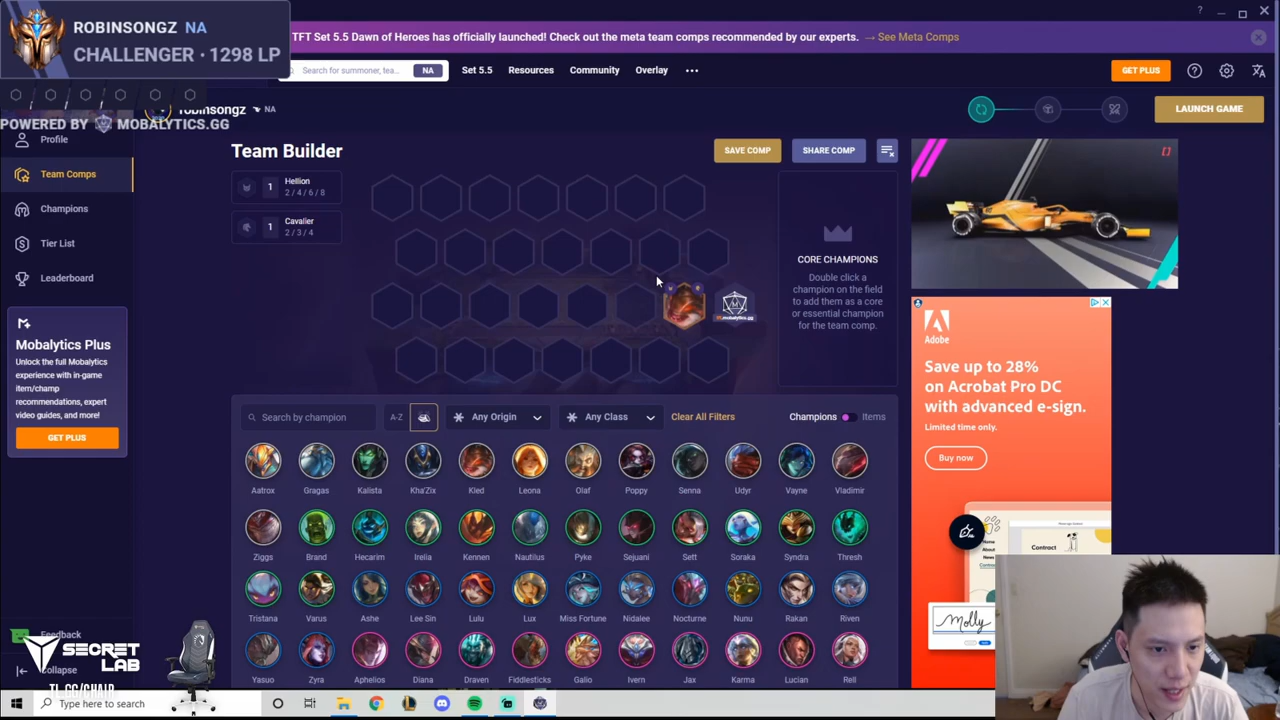 ROBINSONGZ NA
CHALLENGER · 1298 LP
POWERED BY MOBALYTICS.GG
TFT Set 5.5 Dawn of Heroes has officially launched! Check out the meta team comps recommended by our experts. → See Meta Comps
Search for summoner, tea... NA
Set 5.5 Resources Community Overlay ••• GET PLUS
robinsongz NA
LAUNCH GAME
Profile
Team Comps
Champions
Tier List
Leaderboard
Mobalytics Plus
Unlock the full Mobalytics
experience with in-game
item/champ
recommendations, expert
video guides, and more!
GET PLUS
Feedback
Collapse
SECRET
LAB
Team Builder
SAVE COMP SHARE COMP
1 Hellion
2 / 4 / 6 / 8
1 Cavalier
2 / 3 / 4
mobalytics.gg
CORE CHAMPIONS
Double click a
champion on the field
to add them as a core
or essential champion
for the team comp.
Search by champion A-Z Any Origin Any Class Clear All Filters Champions Items
Aatrox Gragas Kalista Kha'Zix Kled Leona Olaf Poppy Senna Udyr Vayne Vladimir
Ziggs Brand Hecarim Irelia Kennen Nautilus Pyke Sejuani Sett Soraka Syndra Thresh
Tristana Varus Ashe Lee Sin Lulu Lux Miss Fortune Nidalee Nocturne Nunu Rakan Riven
Yasuo Zyra Aphelios Diana Draven Fiddlesticks Galio Ivern Jax Karma Lucian Rell
Adobe
Save up to 28%
on Acrobat Pro DC
with advanced e-sign.
Limited time only.
Buy now
Contract
Molly
Type here to search